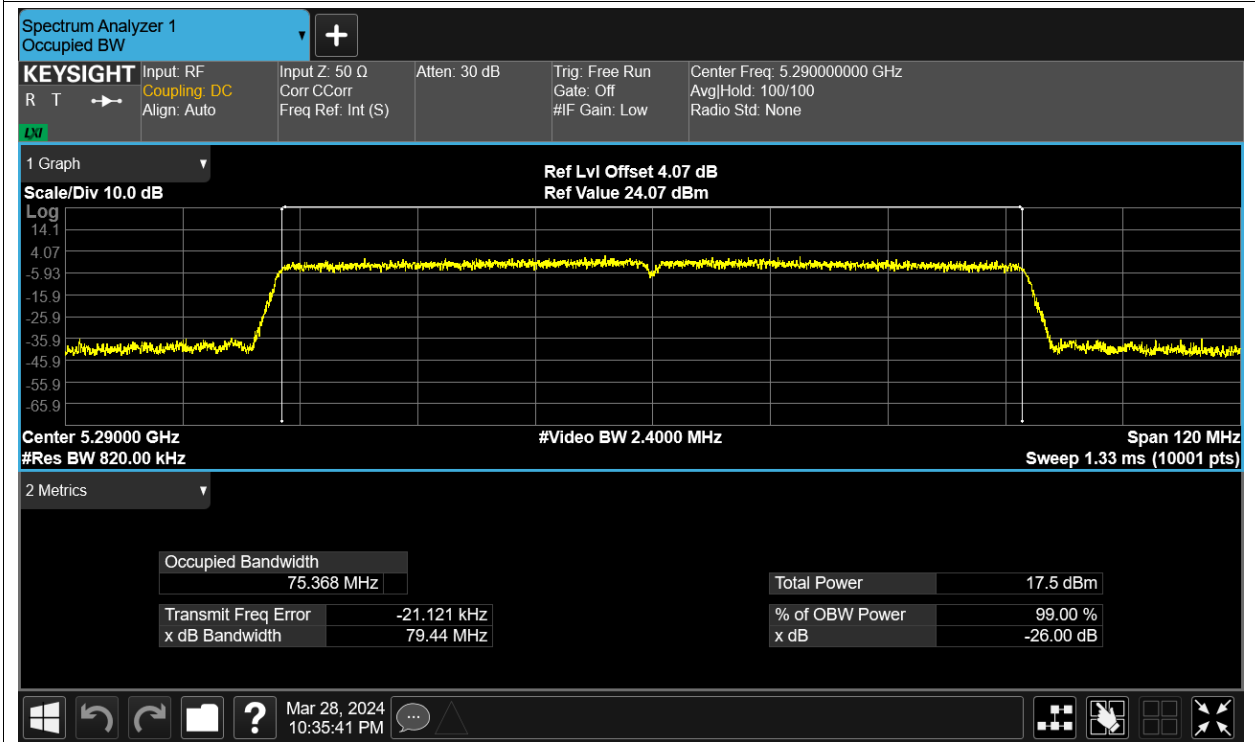 Spectrum Analyzer 1
Occupied BW
KEYSIGHT
R T
LXI
Input: RF
Coupling: DC
Align: Auto
Input Z: 50 Ω
Corr CCorr
Freq Ref: Int (S)
Atten: 30 dB
Trig: Free Run
Gate: Off
#IF Gain: Low
Center Freq: 5.290000000 GHz
Avg|Hold: 100/100
Radio Std: None
1 Graph
Scale/Div 10.0 dB
Ref Lvl Offset 4.07 dB
Ref Value 24.07 dBm
Log
14.1
4.07
-5.93
-15.9
-25.9
-35.9
-45.9
-55.9
-65.9
Center 5.29000 GHz
#Res BW 820.00 kHz
#Video BW 2.4000 MHz
Span 120 MHz
Sweep 1.33 ms (10001 pts)
2 Metrics
Occupied Bandwidth
75.368 MHz
Transmit Freq Error -21.121 kHz
x dB Bandwidth 79.44 MHz
Total Power 17.5 dBm
% of OBW Power 99.00 %
x dB -26.00 dB
?
Mar 28, 2024
10:35:41 PM